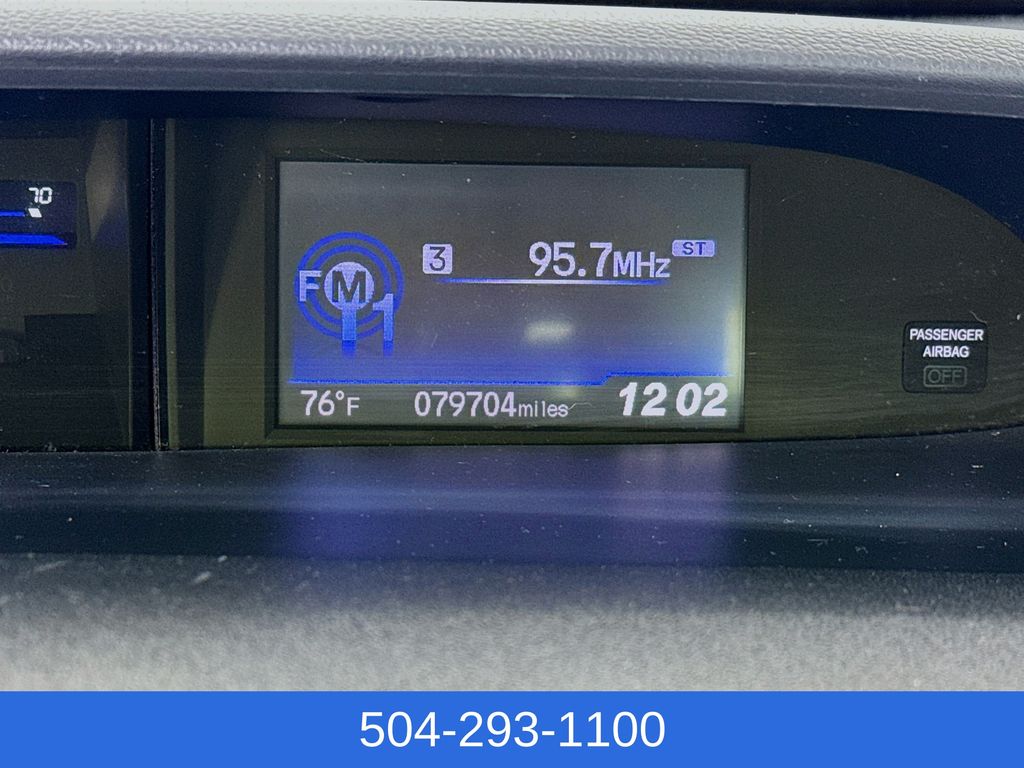 70
FM1
3 95.7MHz ST
PASSENGER
AIRBAG
OFF
76°F 079704miles 12 02
504-293-1100